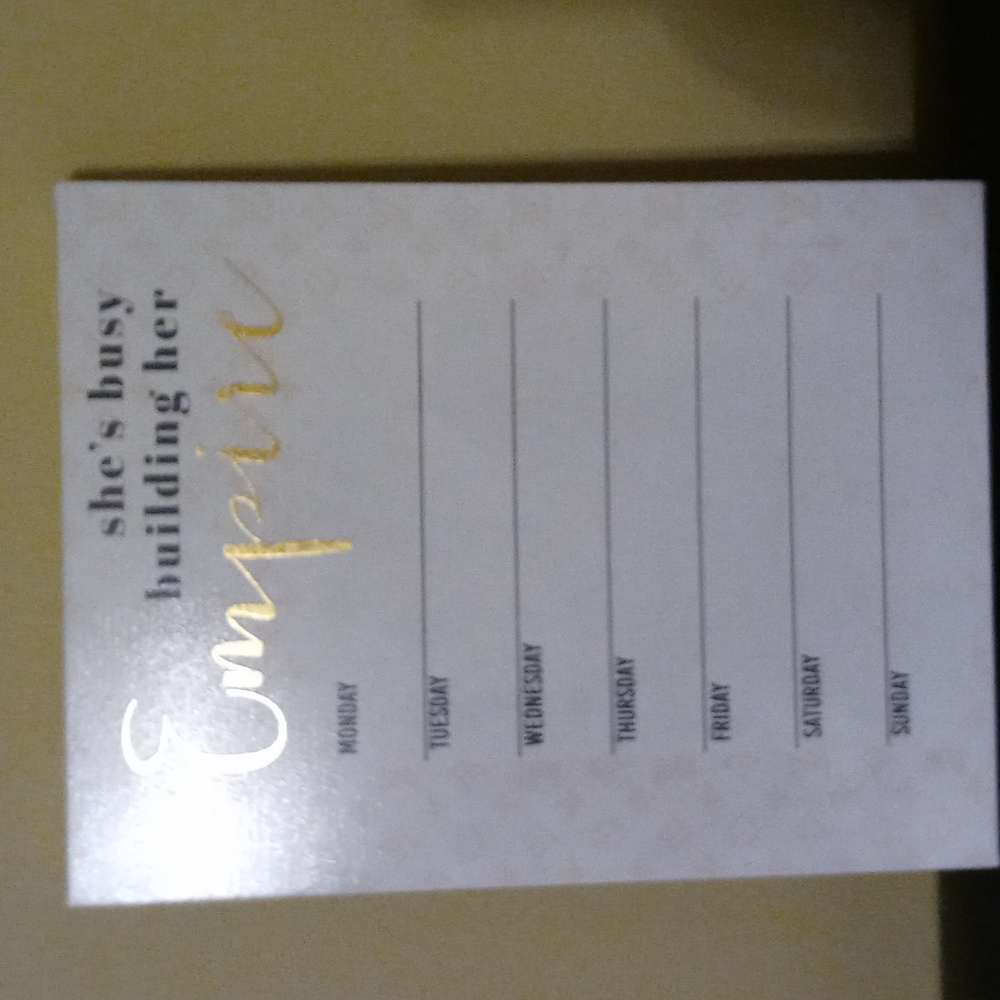 she's busy
building her
Empire
MONDAY
TUESDAY
WEDNESDAY
THURSDAY
FRIDAY
SATURDAY
SUNDAY